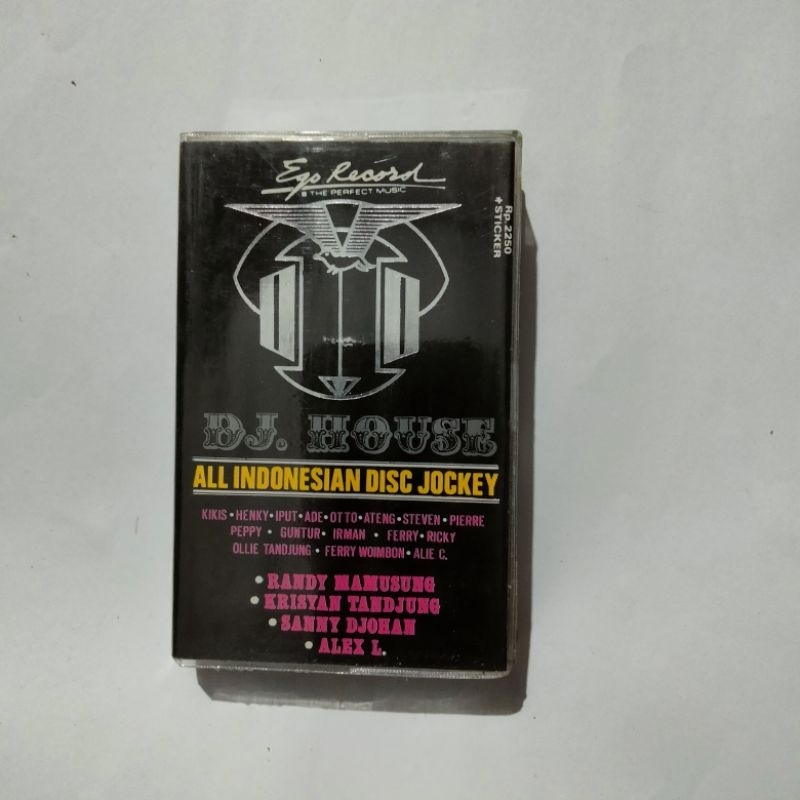 Ego Record
■ THE PERFECT MUSIC
Rp. 2250
+STICKER
DJ. HOUSE
ALL INDONESIAN DISC JOCKEY
KIKIS • HENKY • IPUT • ADE • OTTO • ATENG • STEVEN • PIERRE
PEPPY • GUNTUR • IRMAN • FERRY • RICKY
OLLIE TANDJUNG • FERRY WOIMBON • ALIE C.
• RANDY MAMUSUNG
• KRISYAN TANDJUNG
• SANNY DJOHAN
• ALEX L.